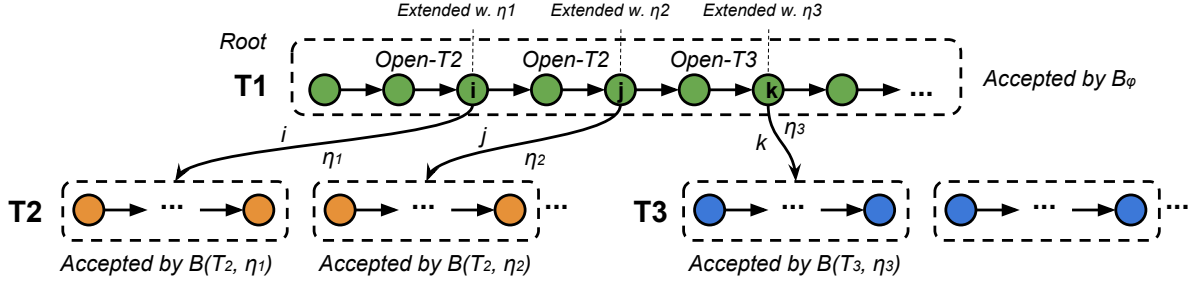 Extended w. η1 Extended w. η2 Extended w. η3
Root
Open-T2 Open-T2 Open-T3
T1 i j k ... Accepted by Bφ
i η1 j η2 k η3
T2 ... ... ... T3 ... ... ...
Accepted by B(T2, η1) Accepted by B(T2, η2) Accepted by B(T3, η3)